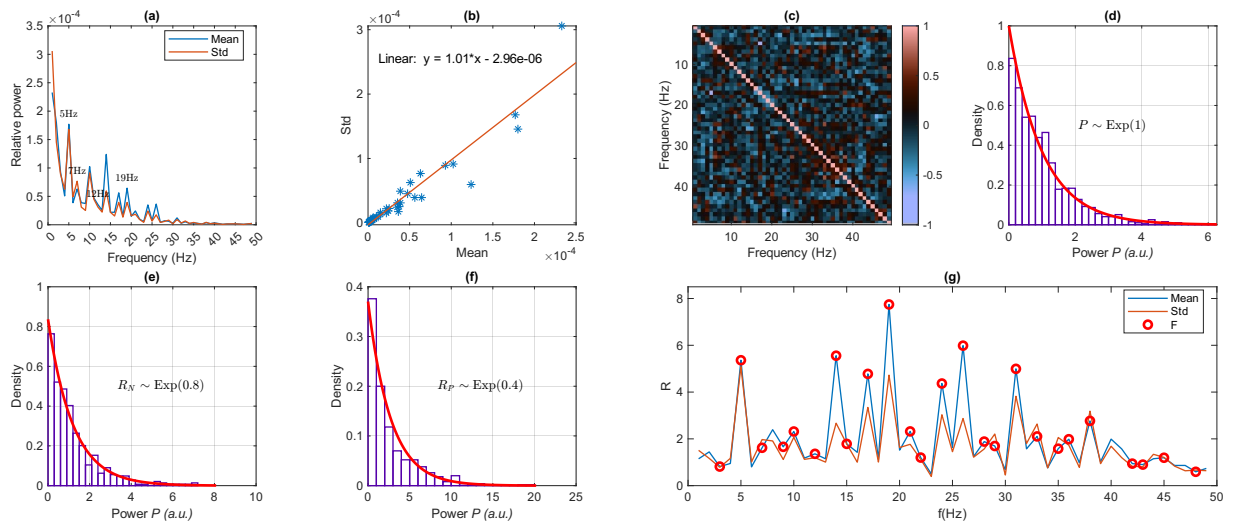 (a)
×10^-4
3.5
3
2.5
2
1.5
1
0.5
0
Relative power
Mean
Std
5Hz
7Hz
12Hz
19Hz
0 5 10 15 20 25 30 35 40 45 50
Frequency (Hz)
(b)
×10^-4
3
2
1
0
Std
Linear: y = 1.01*x - 2.96e-06
0 0.5 1 1.5 2 2.5
×10^-4
Mean
(c)
10
20
30
40
Frequency (Hz)
10 20 30 40
Frequency (Hz)
1
0.5
0
-0.5
-1
(d)
1
0.8
0.6
0.4
0.2
0
Density
P ∼ Exp(1)
0 2 4 6
Power P (a.u.)
(e)
1
0.8
0.6
0.4
0.2
0
Density
R_N ∼ Exp(0.8)
0 2 4 6 8 10
Power P (a.u.)
(f)
0.4
0.3
0.2
0.1
0
Density
R_P ∼ Exp(0.4)
0 5 10 15 20 25
Power P (a.u.)
(g)
8
6
4
2
0
R
Mean
Std
F
0 5 10 15 20 25 30 35 40 45 50
f(Hz)